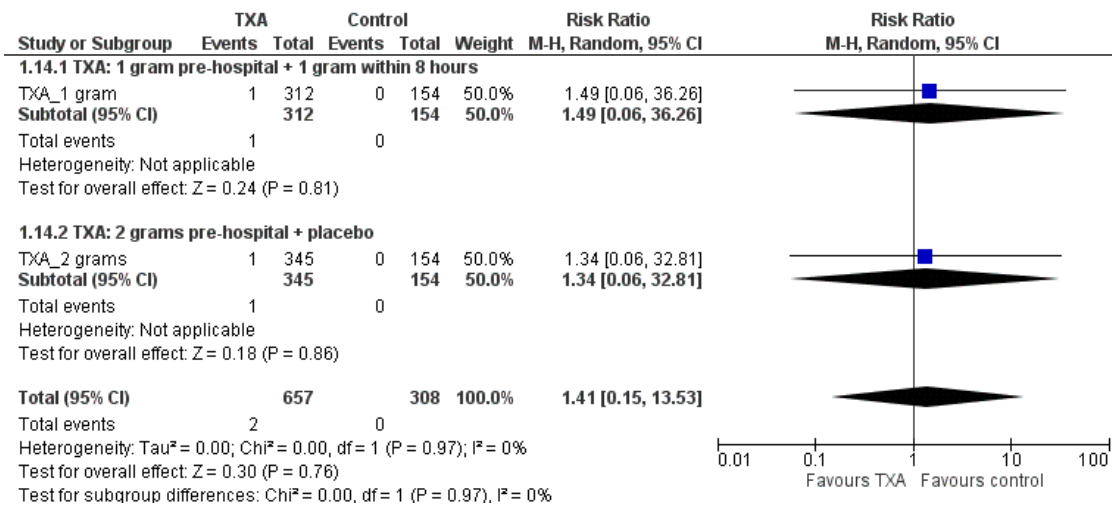 TXA Control Risk Ratio Risk Ratio
Study or Subgroup Events Total Events Total Weight M-H, Random, 95% CI M-H, Random, 95% CI
1.14.1 TXA: 1 gram pre-hospital + 1 gram within 8 hours
TXA_1 gram 1 312 0 154 50.0% 1.49 [0.06, 36.26]
Subtotal (95% CI) 312 154 50.0% 1.49 [0.06, 36.26]
Total events 1 0
Heterogeneity: Not applicable
Test for overall effect: Z = 0.24 (P = 0.81)
1.14.2 TXA: 2 grams pre-hospital + placebo
TXA_2 grams 1 345 0 154 50.0% 1.34 [0.06, 32.81]
Subtotal (95% CI) 345 154 50.0% 1.34 [0.06, 32.81]
Total events 1 0
Heterogeneity: Not applicable
Test for overall effect: Z = 0.18 (P = 0.86)
Total (95% CI) 657 308 100.0% 1.41 [0.15, 13.53]
Total events 2 0
Heterogeneity: Tau² = 0.00; Chi² = 0.00, df = 1 (P = 0.97); I² = 0%
Test for overall effect: Z = 0.30 (P = 0.76)
Test for subgroup differences: Chi² = 0.00, df = 1 (P = 0.97), I² = 0%
0.01 0.1 1 10 100
Favours TXA Favours control